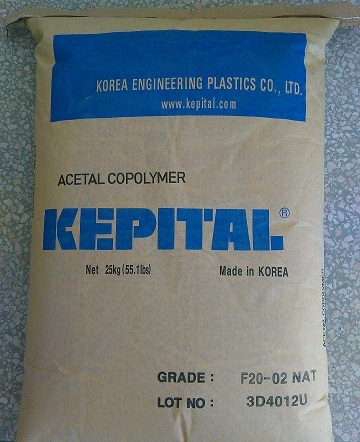 KOREA ENGINEERING PLASTICS CO., LTD.
www.kepital.com
ACETAL COPOLYMER
KEPITAL®
Net 25kg(55.1lbs) Made in KOREA
GRADE : F20-02 NAT
LOT NO : 3D4012U